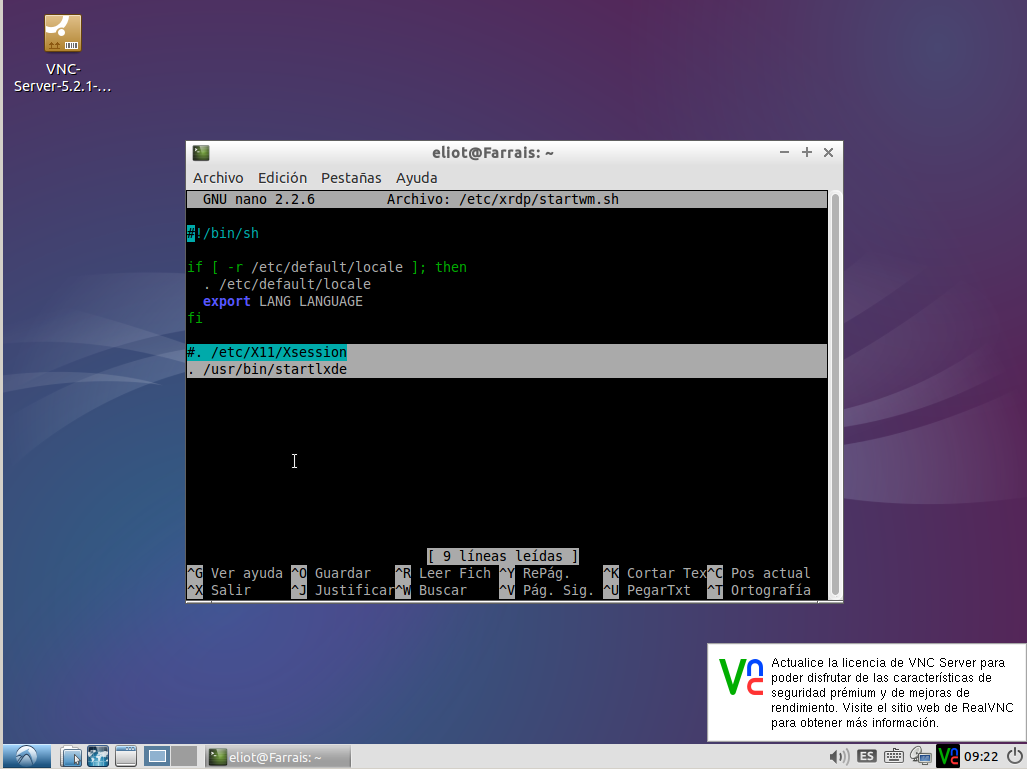 VNC-
Server-5.2.1-...
eliot@Farrais: ~
Archivo Edición Pestañas Ayuda
GNU nano 2.2.6 Archivo: /etc/xrdp/startwm.sh
#!/bin/sh
if [ -r /etc/default/locale ]; then
. /etc/default/locale
export LANG LANGUAGE
fi
#. /etc/X11/Xsession
. /usr/bin/startlxde
[ 9 líneas leídas ]
^G Ver ayuda ^O Guardar ^R Leer Fich ^Y RePág. ^K Cortar Tex^C Pos actual
^X Salir ^J Justificar^W Buscar ^V Pág. Sig. ^U PegarTxt ^T Ortografía
Vnc
Actualice la licencia de VNC Server para
poder disfrutar de las características de
seguridad prémium y de mejoras de
rendimiento. Visite el sitio web de RealVNC
para obtener más información.
eliot@Farrais: ~
ES
Vnc
09:22